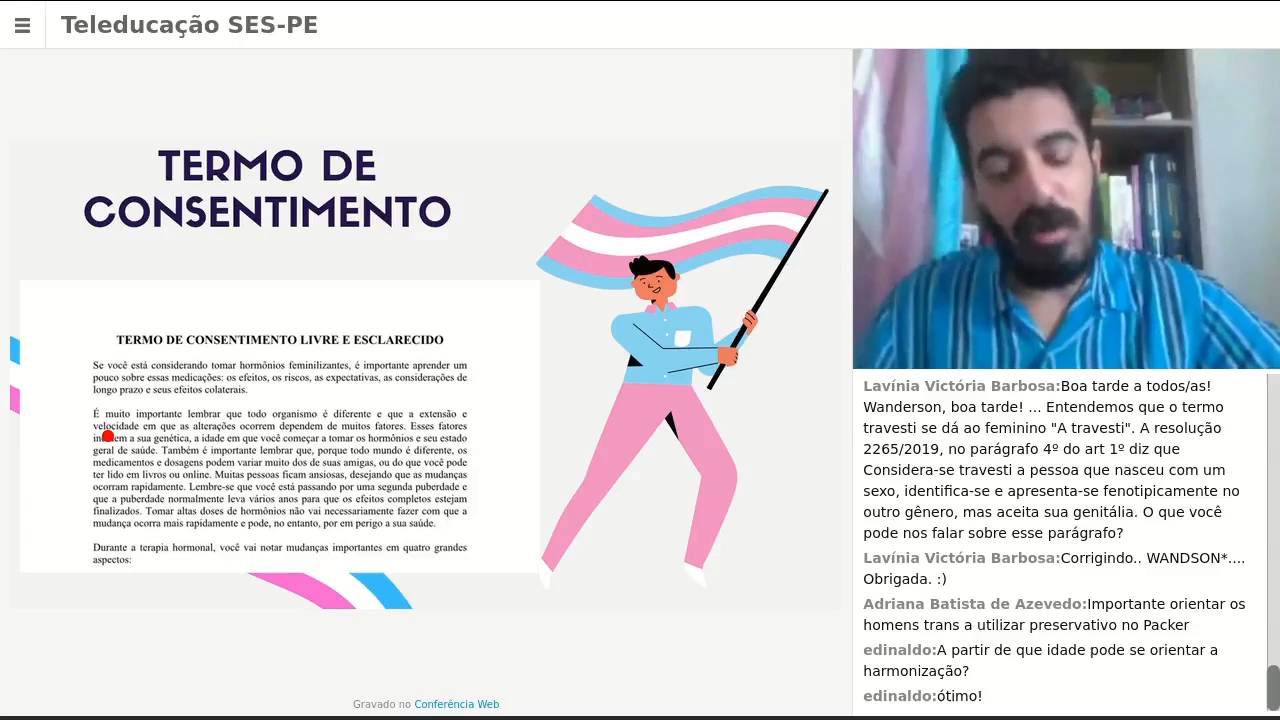 Teleducação SES-PE
TERMO DE
CONSENTIMENTO
TERMO DE CONSENTIMENTO LIVRE E ESCLARECIDO
Se você está considerando tomar hormônios feminilizantes, é importante aprender um
pouco sobre essas medicações: os efeitos, os riscos, as expectativas, as considerações de
longo prazo e seus efeitos colaterais.
É muito importante lembrar que todo organismo é diferente e que a extensão e
velocidade em que as alterações ocorrem dependem de muitos fatores. Esses fatores
a sua genética, a idade em que você começar a tomar os hormônios e seu estado
geral de saúde. Também é importante lembrar que, porque todo mundo é diferente, os
medicamentos e dosagens podem variar muito dos de suas amigas, ou do que você pode
ter lido em livros ou online. Muitas pessoas ficam ansiosas, desejando que as mudanças
ocorram rapidamente. Lembre-se que você está passando por uma segunda puberdade e
que a puberdade normalmente leva vários anos para que os efeitos completos estejam
finalizados. Tomar altas doses de hormônios não vai necessariamente fazer com que a
mudança ocorra mais rapidamente e pode, no entanto, por em perigo a sua saúde.
Durante a terapia hormonal, você vai notar mudanças importantes em quatro grandes
aspectos:
Gravado no Conferência Web
Lavínia Victória Barbosa:Boa tarde a todos/as!
Wanderson, boa tarde! ... Entendemos que o termo
travesti se dá ao feminino "A travesti". A resolução
2265/2019, no parágrafo 4º do art 1º diz que
Considera-se travesti a pessoa que nasceu com um
sexo, identifica-se e apresenta-se fenotipicamente no
outro gênero, mas aceita sua genitália. O que você
pode nos falar sobre esse parágrafo?
Lavínia Victória Barbosa:Corrigindo.. WANDSON*....
Obrigada. :)
Adriana Batista de Azevedo:Importante orientar os
homens trans a utilizar preservativo no Packer
edinaldo:A partir de que idade pode se orientar a
harmonização?
edinaldo:ótimo!